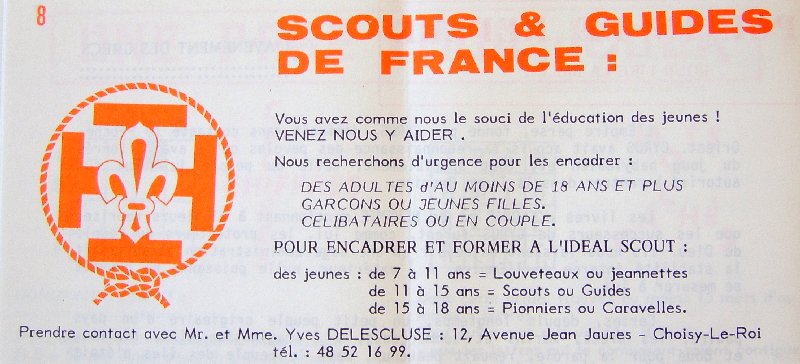 8
SCOUTS & GUIDES
DE FRANCE :
Vous avez comme nous le souci de l'éducation des jeunes !
VENEZ NOUS Y AIDER .
Nous recherchons d'urgence pour les encadrer :
DES ADULTES d'AU MOINS DE 18 ANS ET PLUS
GARCONS OU JEUNES FILLES.
CELIBATAIRES OU EN COUPLE.
POUR ENCADRER ET FORMER A L'IDEAL SCOUT :
des jeunes : de 7 à 11 ans = Louveteaux ou jeannettes
de 11 à 15 ans = Scouts ou Guides
de 15 à 18 ans = Pionniers ou Caravelles.
Prendre contact avec Mr. et Mme. Yves DELESCLUSE : 12, Avenue Jean Jaures - Choisy-Le-Roi
tél. : 48 52 16 99.